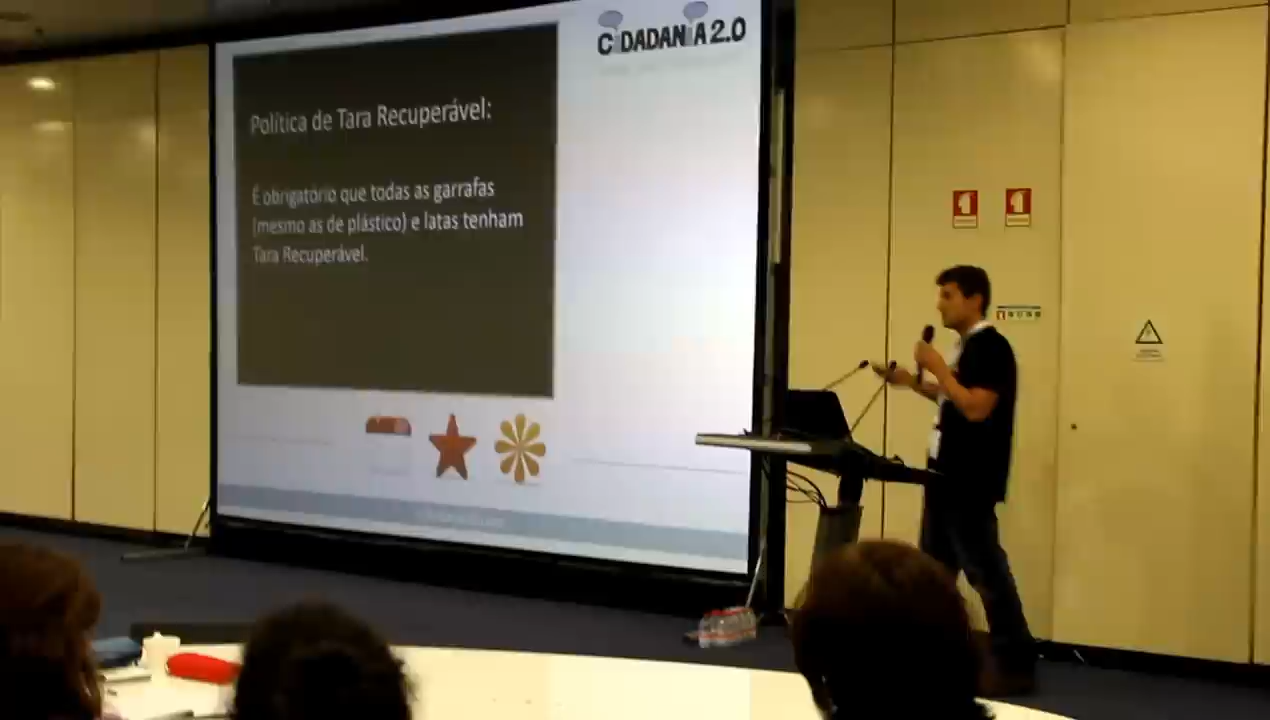 CIDADANIA 2.0
Política de Tara Recuperável:
É obrigatório que todas as garrafas
(mesmo as de plástico) e latas tenham
Tara Recuperável.